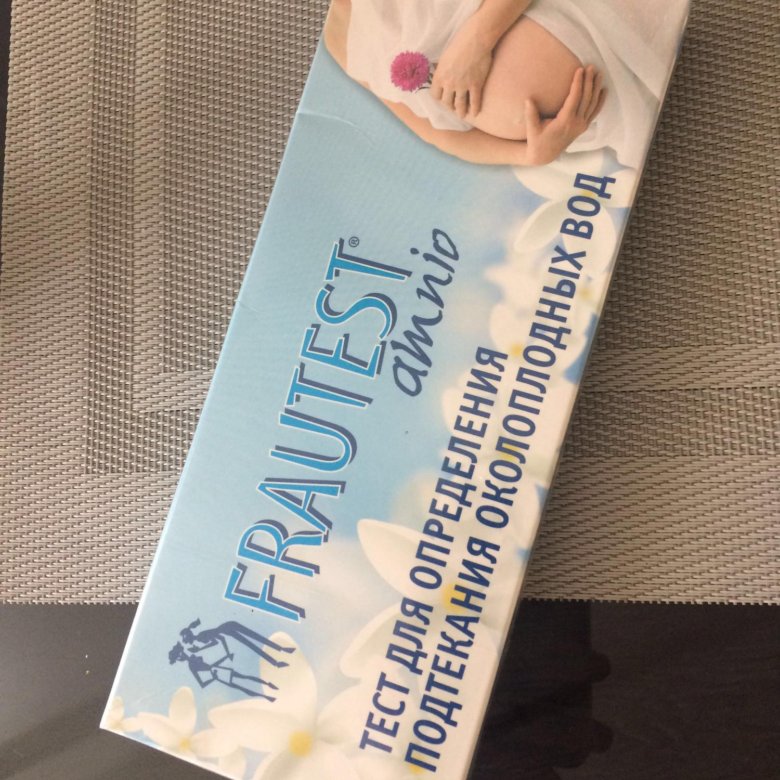 FRAUTEST®
amnio
ТЕСТ ДЛЯ ОПРЕДЕЛЕНИЯ
ПОДТЕКАНИЯ ОКОЛОПЛОДНЫХ ВОД